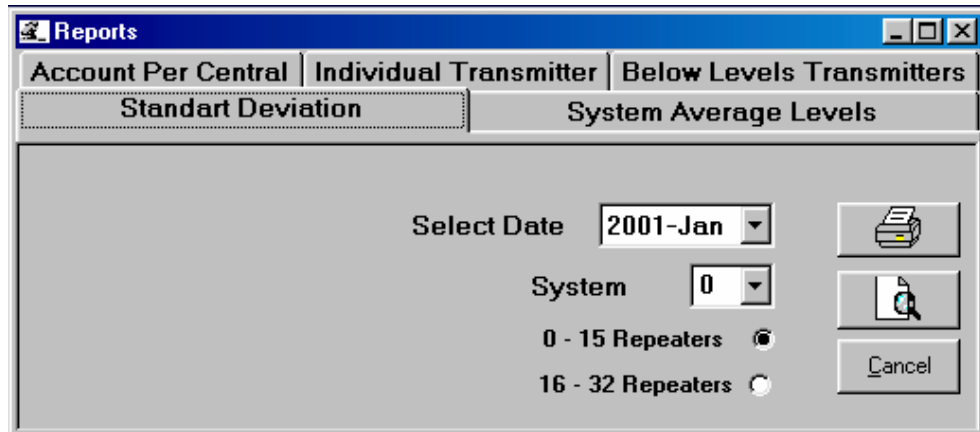 Reports
Account Per Central Individual Transmitter Below Levels Transmitters
Standart Deviation System Average Levels
Select Date 2001-Jan
System 0
0 - 15 Repeaters
16 - 32 Repeaters
Cancel